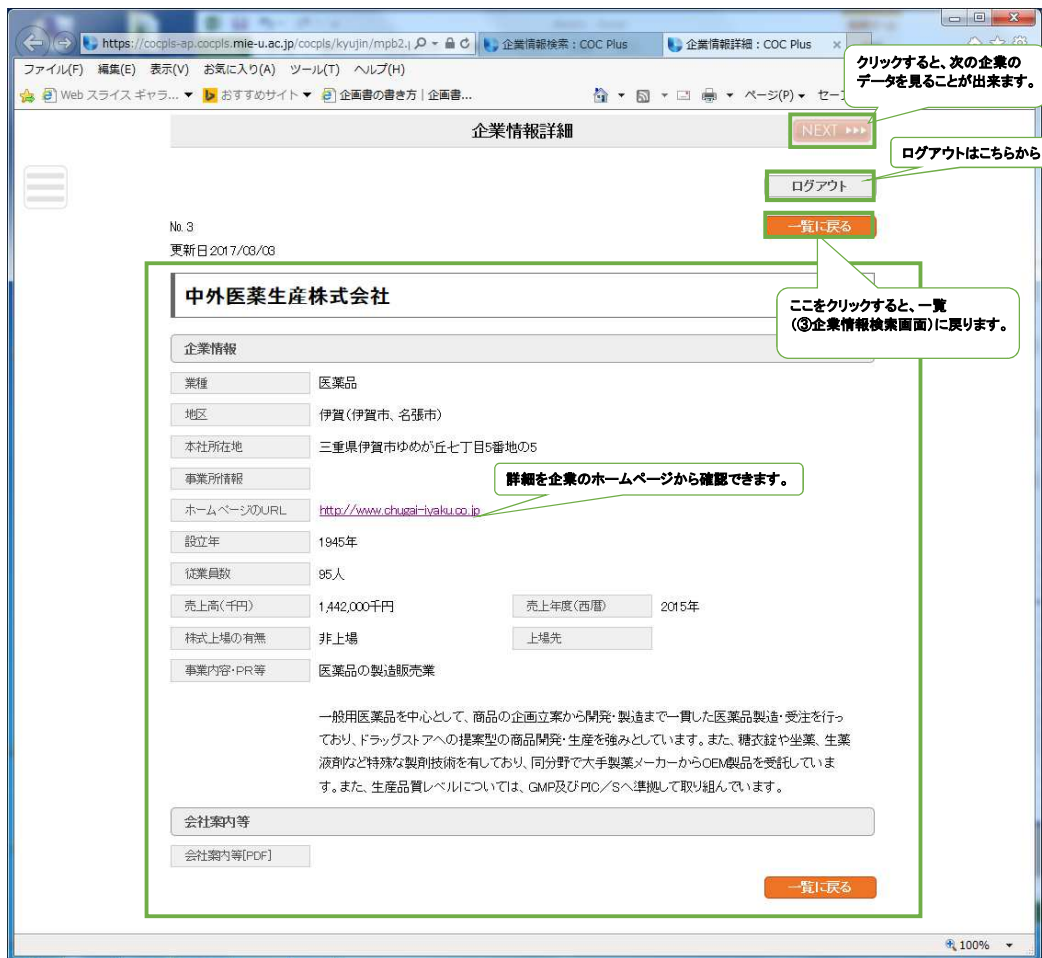 https://cocpls-ap.cocpls.mie-u.ac.jp/cocpls/kyujin/mpb2.p
企業情報検索：COC Plus
企業情報詳細：COC Plus
ファイル(F) 編集(E) 表示(V) お気に入り(A) ツール(T) ヘルプ(H)
Web スライス ギャラ... おすすめサイト 企画書の書き方｜企画書... ページ(P)
クリックすると、次の企業の
データを見ることが出来ます。
企業情報詳細
NEXT
ログアウトはこちらから
ログアウト
No. 3
一覧に戻る
更新日2017/03/03
中外医薬生産株式会社
ここをクリックすると、一覧
(③企業情報検索画面)に戻ります。
企業情報
業種 医薬品
地区 伊賀(伊賀市、名張市)
本社所在地 三重県伊賀市ゆめが丘七丁目5番地の5
事業所情報
詳細を企業のホームページから確認できます。
ホームページのURL http://www.chugai-iyaku.co.jp
設立年 1945年
従業員数 95人
売上高(千円) 1,442,000千円 売上年度(西暦) 2015年
株式上場の有無 非上場 上場先
事業内容・PR等 医薬品の製造販売業
一般用医薬品を中心として、商品の企画立案から開発・製造まで一貫した医薬品製造・受注を行っ
ており、ドラッグストアへの提案型の商品開発・生産を強みとしています。また、糖衣錠や坐薬、生薬
液剤など特殊な製剤技術を有しており、同分野で大手製薬メーカーからOEM製品を受託していま
す。また、生産品質レベルについては、GMP及びPIC／Sへ準拠して取り組んでいます。
会社案内等
会社案内等[PDF]
一覧に戻る
100%